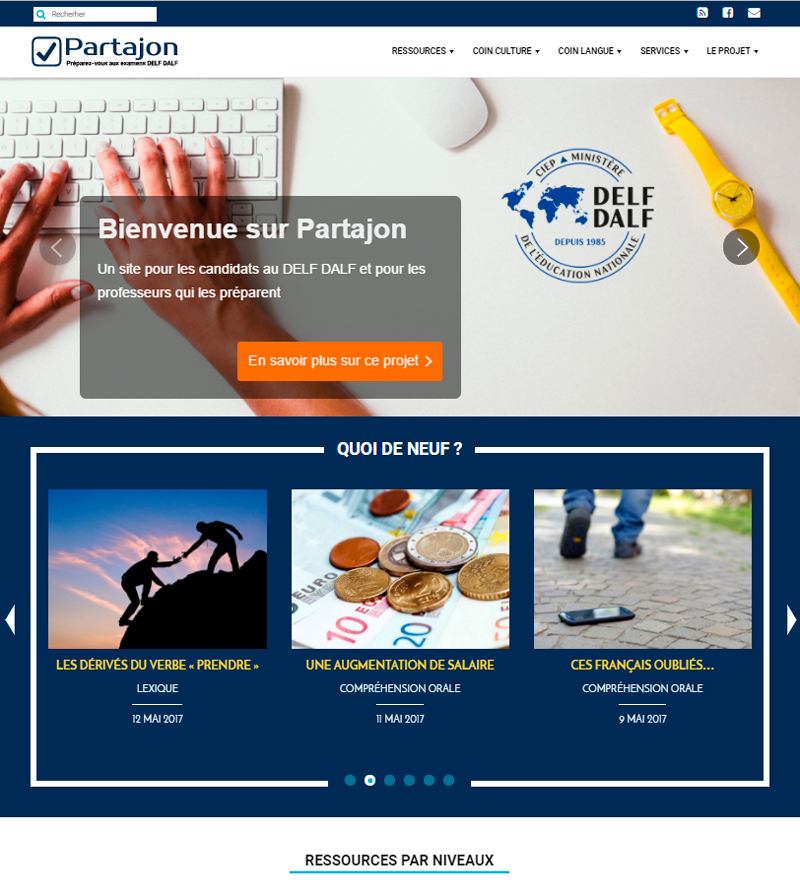 Rechercher
Partajon
Préparez-vous aux examens DELF DALF
RESSOURCES
COIN CULTURE
COIN LANGUE
SERVICES
LE PROJET
Bienvenue sur Partajon
Un site pour les candidats au DELF DALF et pour les
professeurs qui les préparent
En savoir plus sur ce projet
CIEP ▲ MINISTÈRE
DELF
DALF
DEPUIS 1985
DE L'ÉDUCATION NATIONALE
QUOI DE NEUF ?
EURO
10
20
LES DÉRIVÉS DU VERBE « PRENDRE »
LEXIQUE
12 MAI 2017
UNE AUGMENTATION DE SALAIRE
COMPRÉHENSION ORALE
11 MAI 2017
CES FRANÇAIS OUBLIÉS...
COMPRÉHENSION ORALE
9 MAI 2017
RESSOURCES PAR NIVEAUX